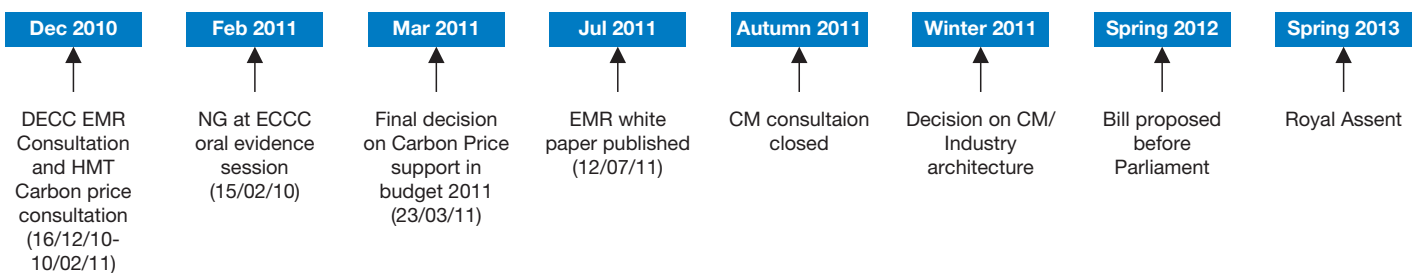 Dec 2010
Feb 2011
Mar 2011
Jul 2011
Autumn 2011
Winter 2011
Spring 2012
Spring 2013
DECC EMR
Consultation
and HMT
Carbon price
consultation
(16/12/10-
10/02/11)
NG at ECCC
oral evidence
session
(15/02/10)
Final decision
on Carbon Price
support in
budget 2011
(23/03/11)
EMR white
paper published
(12/07/11)
CM consultaion
closed
Decision on CM/
Industry
architecture
Bill proposed
before
Parliament
Royal Assent